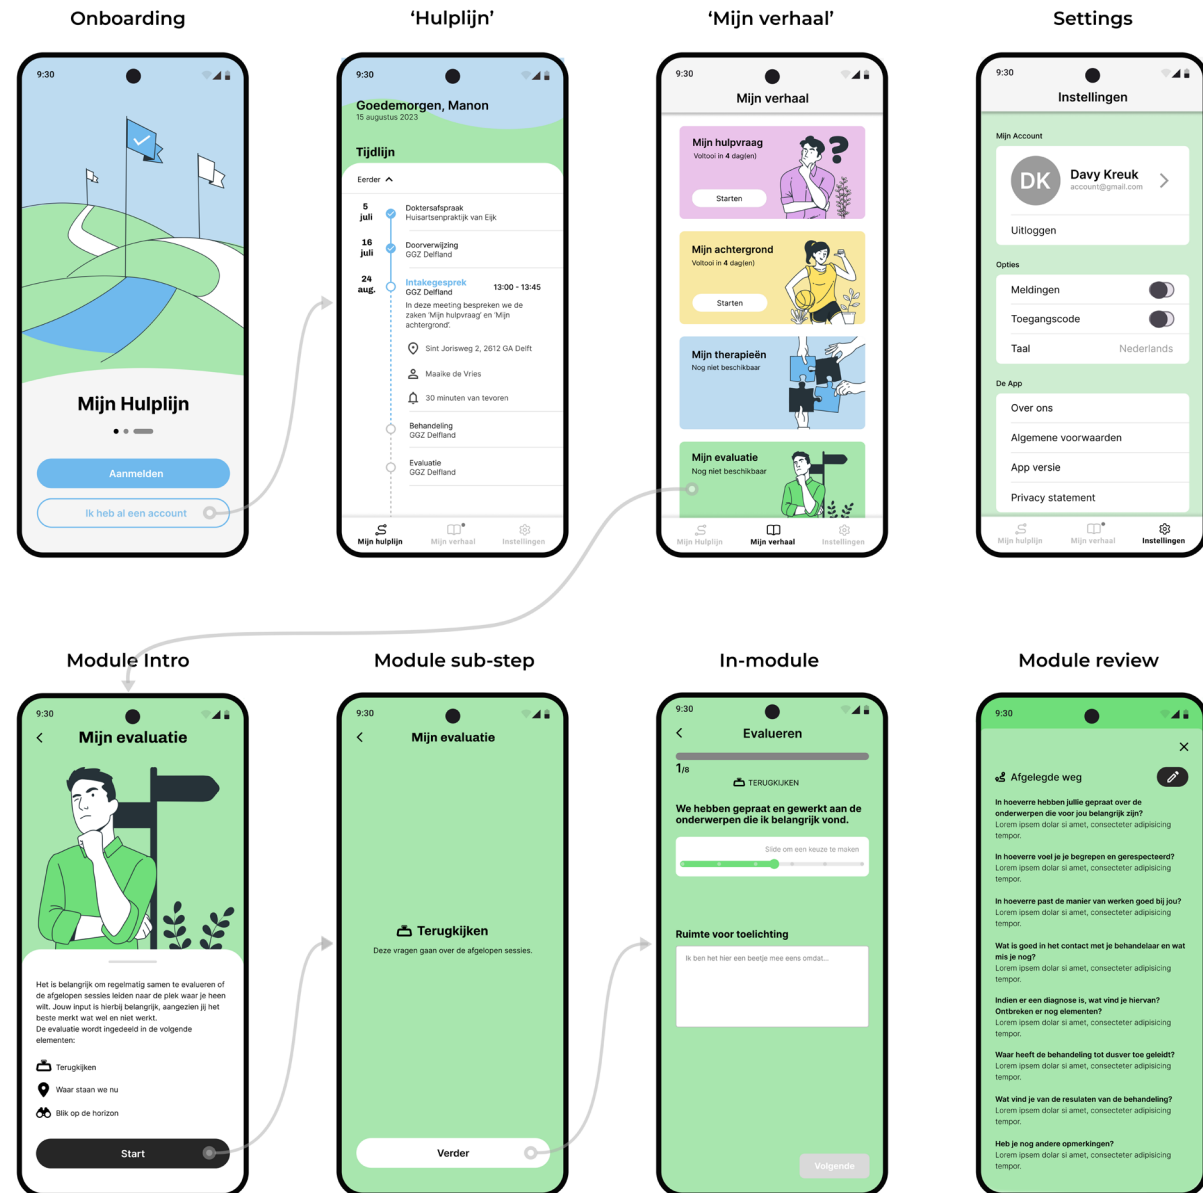 Onboarding
'Hulplijn'
'Mijn verhaal'
Settings
9:30
Mijn Hulplijn
Aanmelden
Ik heb al een account
9:30
Goedemorgen, Manon
15 augustus 2023
Tijdlijn
Eerder
5
juli
Doktersafspraak
Huisartsenpraktijk van Eijk
16
juli
Doorverwijzing
GGZ Delfland
24
aug.
Intakegesprek
GGZ Delfland
13:00 - 13:45
In deze meeting bespreken we de
zaken 'Mijn hulpvraag' en 'Mijn
achtergrond'.
Sint Jorisweg 2, 2612 GA Delft
Maaike de Vries
30 minuten van tevoren
Behandeling
GGZ Delfland
Evaluatie
GGZ Delfland
Mijn hulplijn
Mijn verhaal
Instellingen
9:30
Mijn verhaal
Mijn hulpvraag
Voltooi in 4 dag(en)
Starten
Mijn achtergrond
Voltooi in 4 dag(en)
Starten
Mijn therapieën
Nog niet beschikbaar
Mijn evaluatie
Nog niet beschikbaar
Mijn Hulplijn
Mijn verhaal
Instellingen
9:30
Instellingen
Mijn Account
DK
Davy Kreuk
account@gmail.com
Uitloggen
Opties
Meldingen
Toegangscode
Taal
Nederlands
De App
Over ons
Algemene voorwaarden
App versie
Privacy statement
Mijn hulplijn
Mijn verhaal
Instellingen
Module Intro
Module sub-step
In-module
Module review
9:30
Mijn evaluatie
Het is belangrijk om regelmatig samen te evalueren of
de afgelopen sessies leiden naar de plek waar je heen
wilt. Jouw input is hierbij belangrijk, aangezien jij het
beste merkt wat wel en niet werkt.
De evaluatie wordt ingedeeld in de volgende
elementen:
Terugkijken
Waar staan we nu
Blik op de horizon
Start
9:30
Mijn evaluatie
Terugkijken
Deze vragen gaan over de afgelopen sessies.
Verder
9:30
Evalueren
1/8
TERUGKIJKEN
We hebben gepraat en gewerkt aan de
onderwerpen die ik belangrijk vond.
Slide om een keuze te maken
Ruimte voor toelichting
Ik ben het hier een beetje mee eens omdat...
Volgende
9:30
Afgelegde weg
In hoeverre hebben jullie gepraat over de
onderwerpen die voor jou belangrijk zijn?
Lorem ipsem dolar si amet, consecteter adipisicing
tempor.
In hoeverre voel je je begrepen en gerespecteerd?
Lorem ipsem dolar si amet, consecteter adipisicing
tempor.
In hoeverre past de manier van werken goed bij jou?
Lorem ipsem dolar si amet, consecteter adipisicing
tempor.
Wat is goed in het contact met je behandelaar en wat
mis je nog?
Lorem ipsem dolar si amet, consecteter adipisicing
tempor.
Indien er een diagnose is, wat vind je hiervan?
Ontbreken er nog elementen?
Lorem ipsem dolar si amet, consecteter adipisicing
tempor.
Waar heeft de behandeling tot dusver toe geleidt?
Lorem ipsem dolar si amet, consecteter adipisicing
tempor.
Wat vind je van de resulaten van de behandeling?
Lorem ipsem dolar si amet, consecteter adipisicing
tempor.
Heb je nog andere opmerkingen?
Lorem ipsem dolar si amet, consecteter adipisicing
tempor.